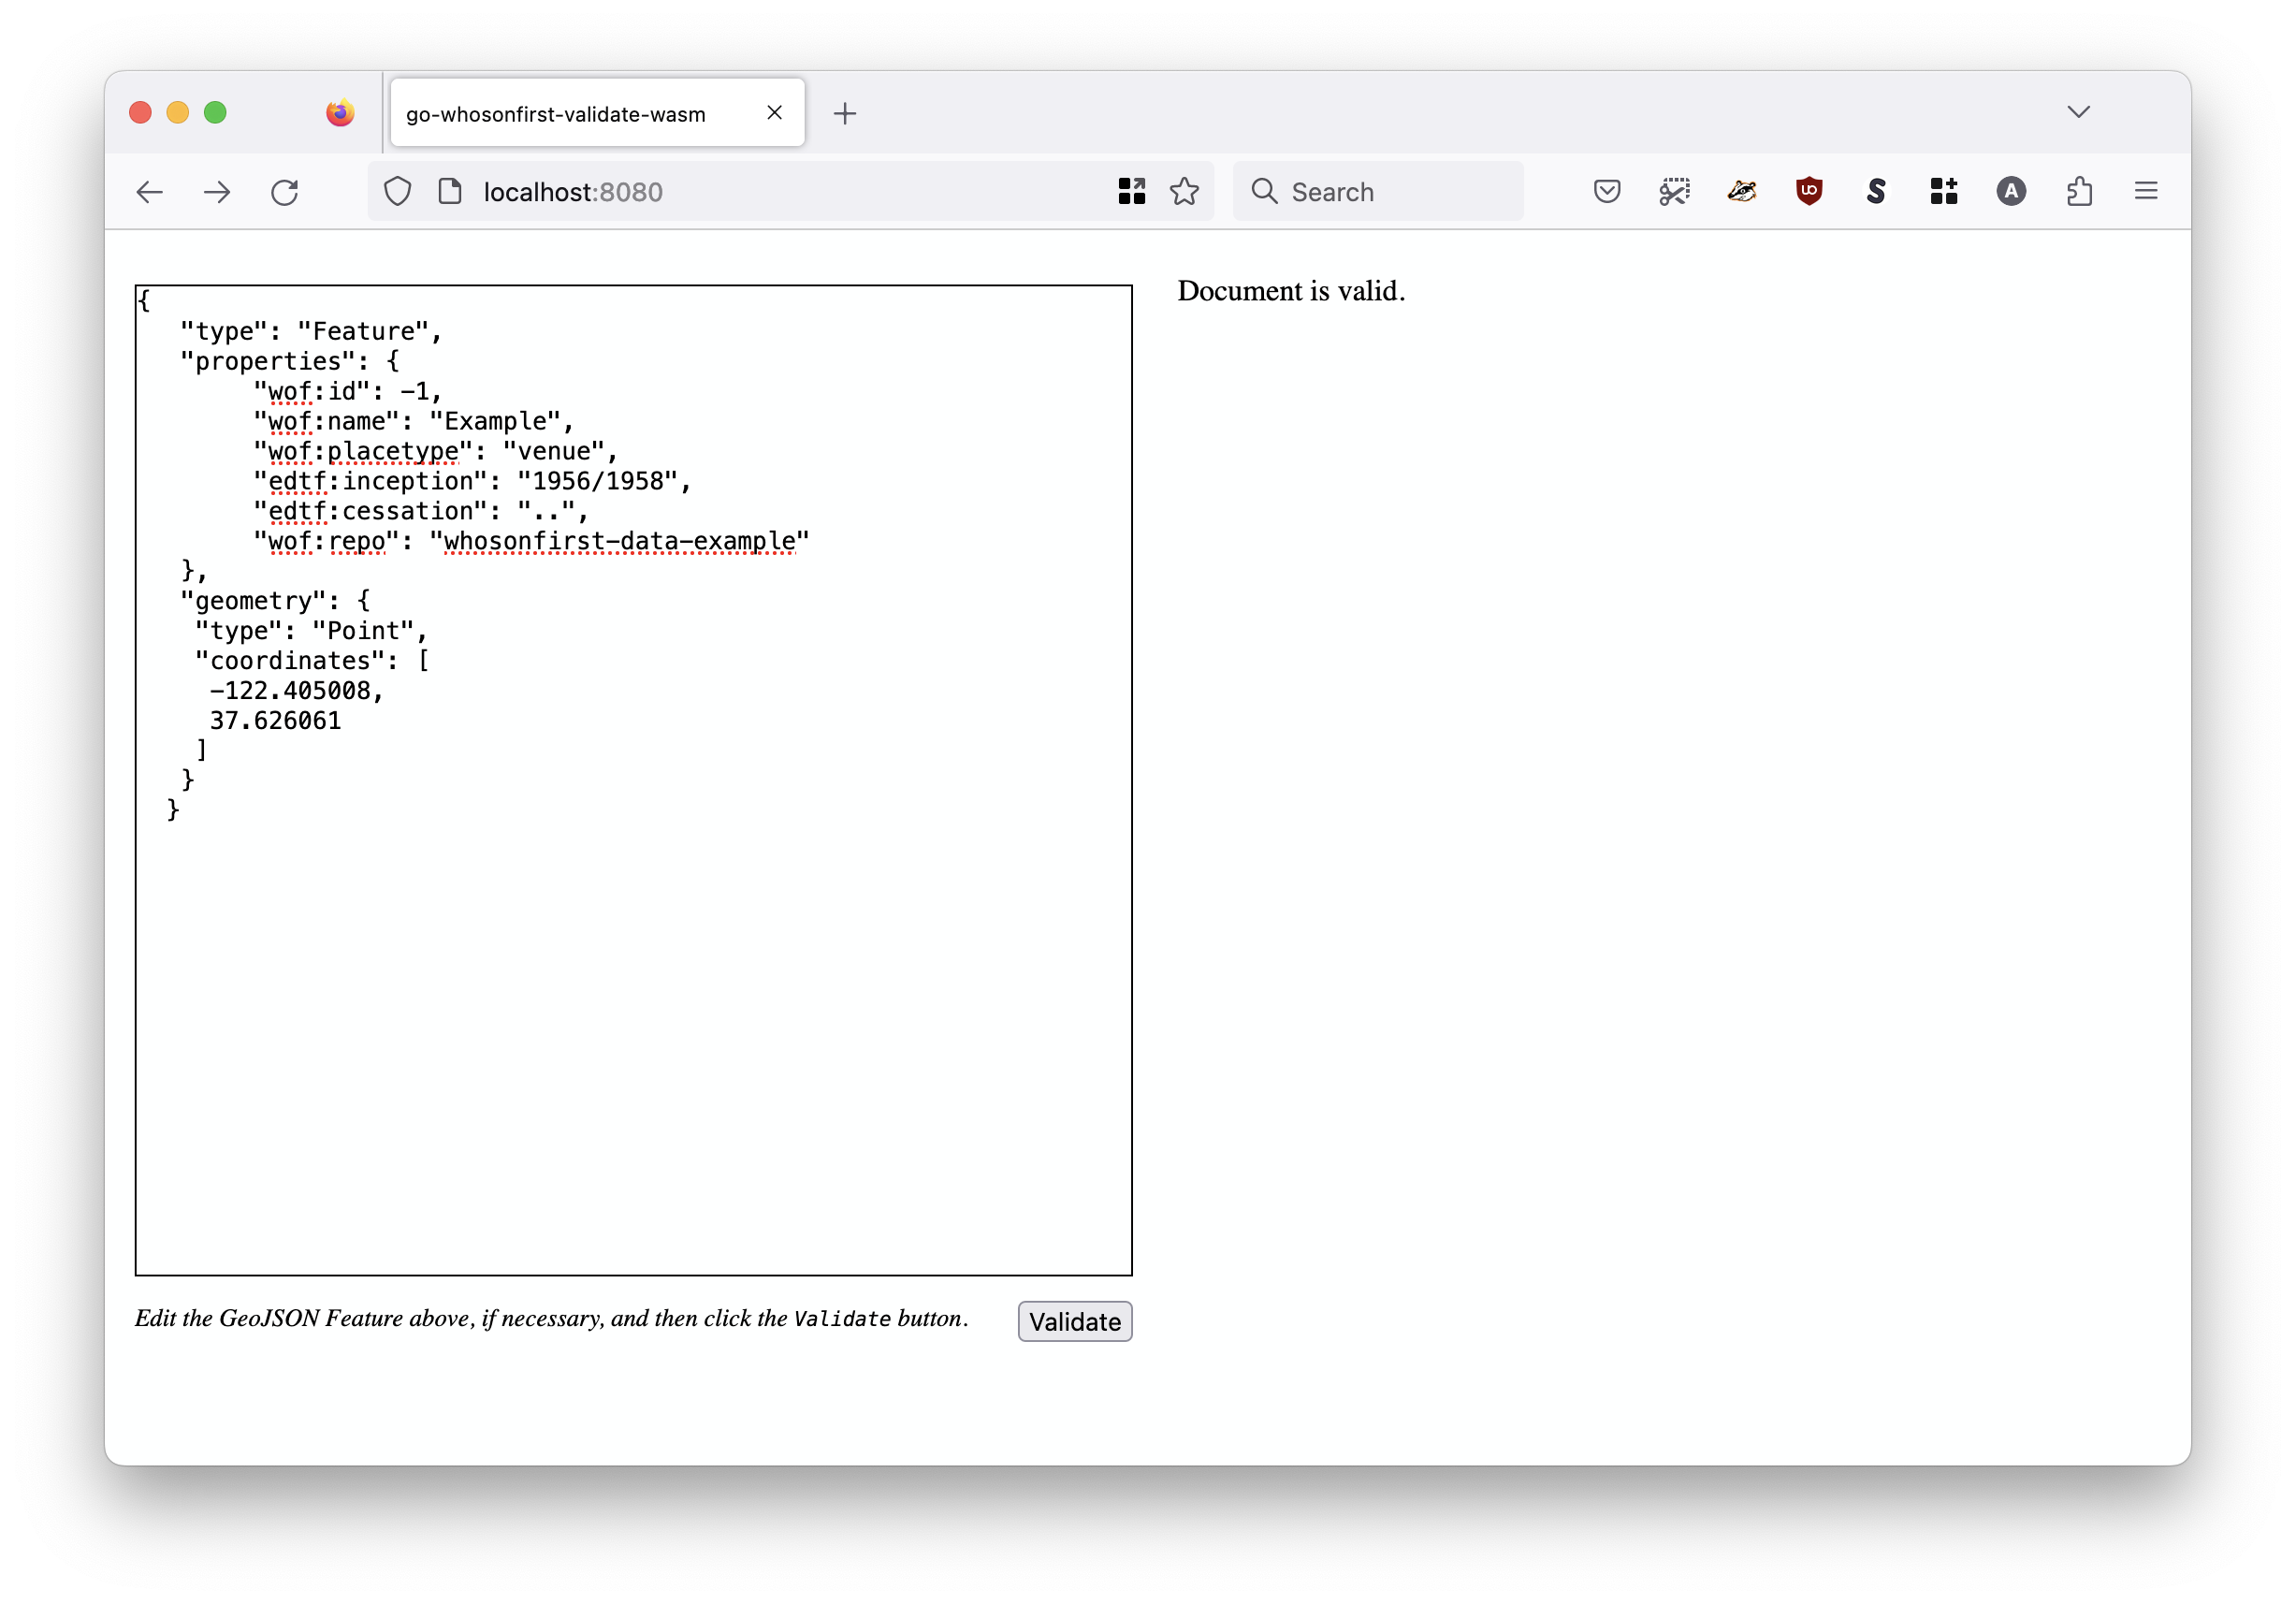 go-whosonfirst-validate-wasm
localhost:8080
Search
{
"type": "Feature",
"properties": {
"wof:id": -1,
"wof:name": "Example",
"wof:placetype": "venue",
"edtf:inception": "1956/1958",
"edtf:cessation": "..",
"wof:repo": "whosonfirst-data-example"
},
"geometry": {
"type": "Point",
"coordinates": [
-122.405008,
37.626061
]
}
}
Document is valid.
Edit the GeoJSON Feature above, if necessary, and then click the Validate button.
Validate